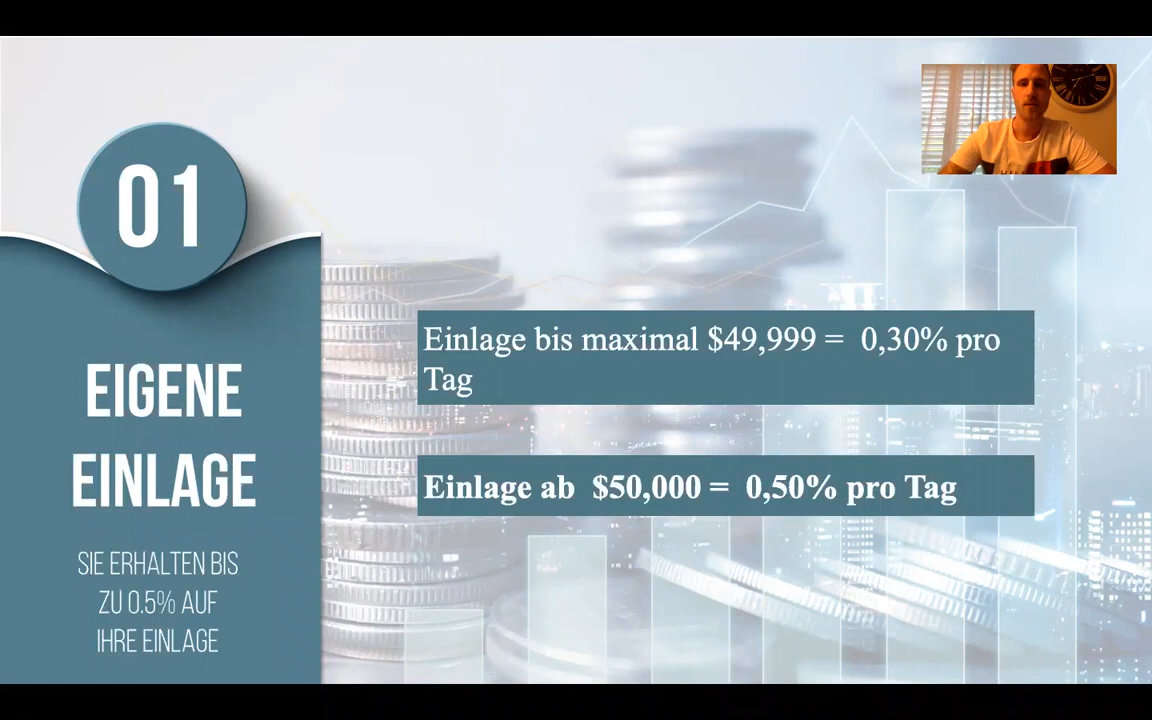 01
EIGENE
EINLAGE
SIE ERHALTEN BIS
ZU 0.5% AUF
IHRE EINLAGE
Einlage bis maximal $49,999 = 0,30% pro
Tag
Einlage ab $50,000 = 0,50% pro Tag